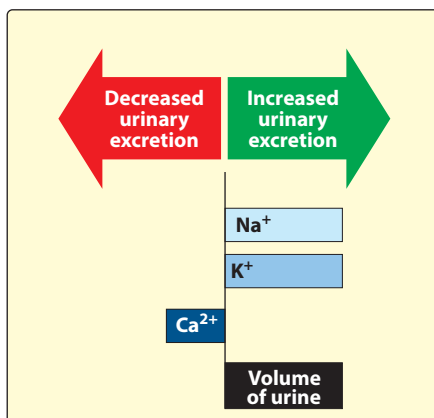 Decreased
urinary
excretion
Increased
urinary
excretion
Na⁺
K⁺
Ca²⁺
Volume
of urine